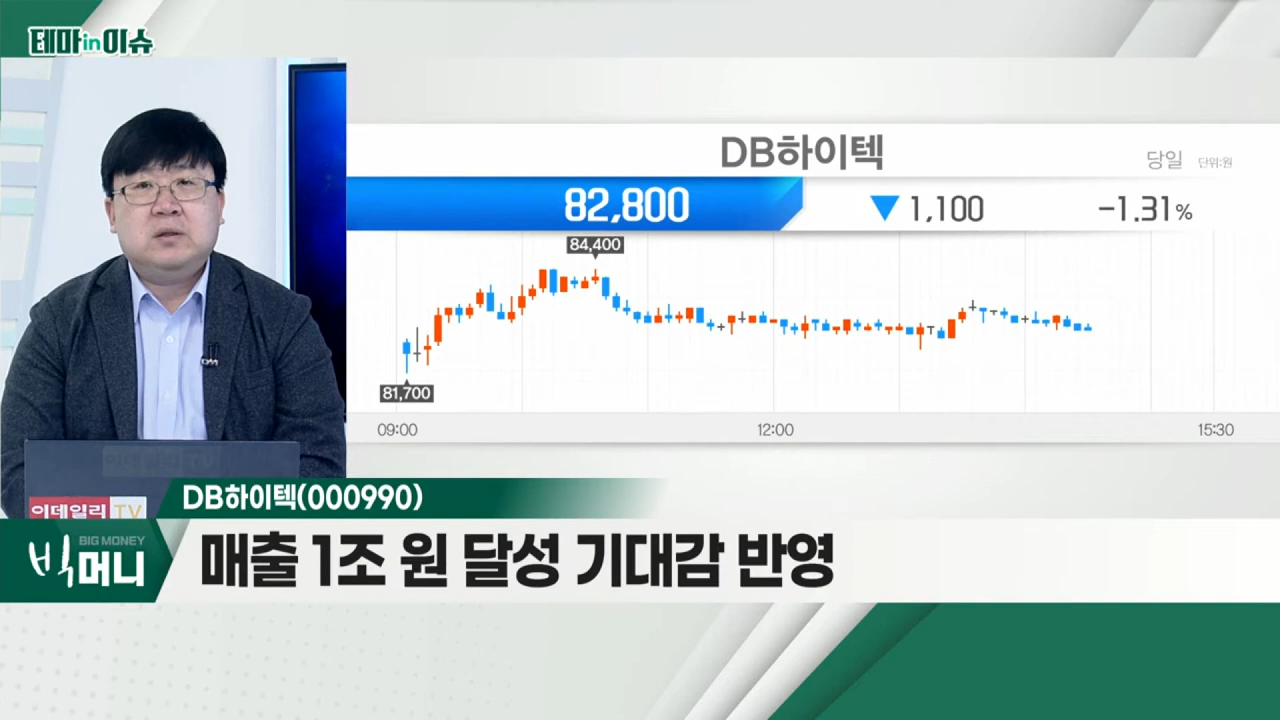 테마in이슈
DB하이텍
당일 단위:원
82,800 ▼ 1,100 -1.31%
84,400
81,700
09:00 12:00 15:30
DB하이텍(000990)
이데일리 TV
BIG MONEY
빅머니
매출 1조 원 달성 기대감 반영